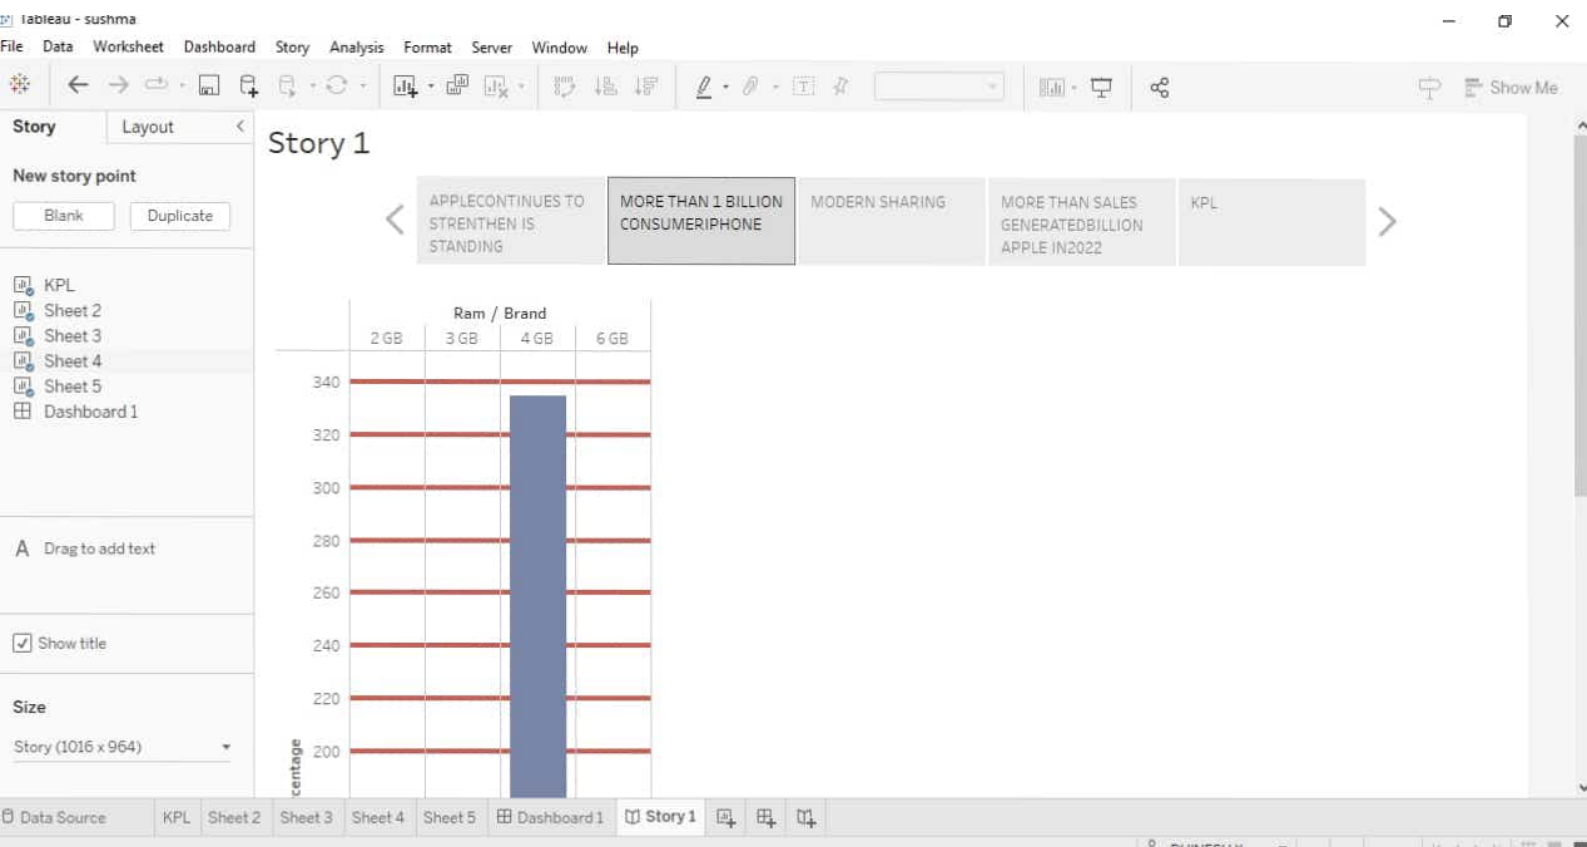 Tableau - sushma
File Data Worksheet Dashboard Story Analysis Format Server Window Help
Show Me
Story Layout
New story point
Blank Duplicate
KPL
Sheet 2
Sheet 3
Sheet 4
Sheet 5
Dashboard 1
A Drag to add text
Show title
Size
Story (1016 x 964)
Story 1
APPLECONTINUES TO
STRENTHEN IS
STANDING
MORE THAN 1 BILLION
CONSUMERIPHONE
MODERN SHARING
MORE THAN SALES
GENERATEDBILLION
APPLE IN2022
KPL
Ram / Brand
2 GB 3 GB 4 GB 6 GB
340
320
300
280
260
240
220
200
Data Source KPL Sheet 2 Sheet 3 Sheet 4 Sheet 5 Dashboard 1 Story 1